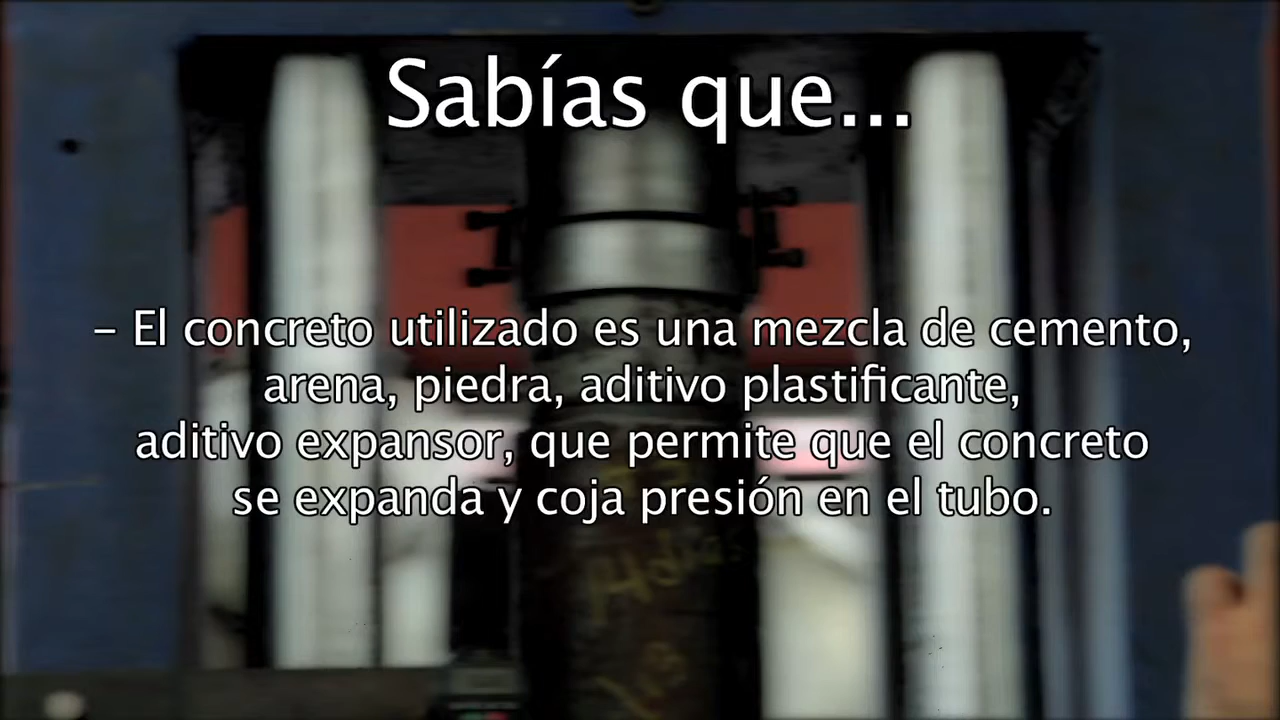 Sabías que...
– El concreto utilizado es una mezcla de cemento,
arena, piedra, aditivo plastificante,
aditivo expansor, que permite que el concreto
se expanda y coja presión en el tubo.